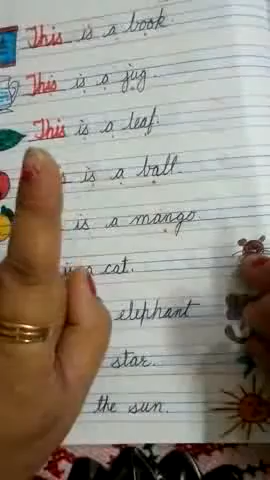 This is a book.
This is a jug.
This is a leaf.
is a ball.
is a mango.
a cat.
elephant
star.
the sun.